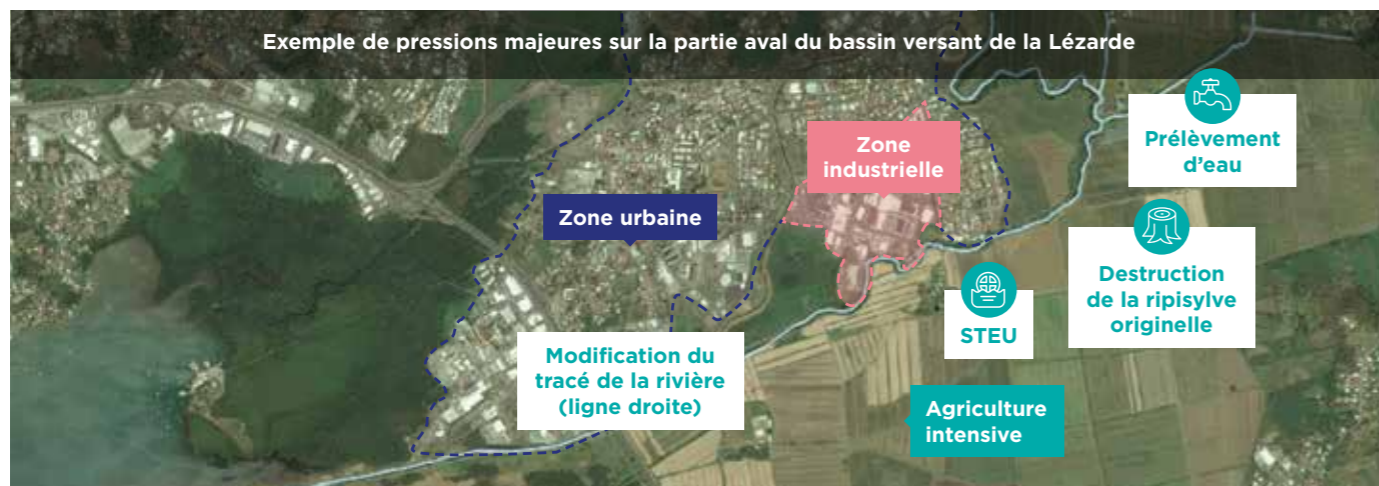 Exemple de pressions majeures sur la partie aval du bassin versant de la Lézarde
Prélèvement
d’eau
Zone
industrielle
Zone urbaine
Destruction
de la ripisylve
originelle
STEU
Modification du
tracé de la rivière
(ligne droite)
Agriculture
intensive